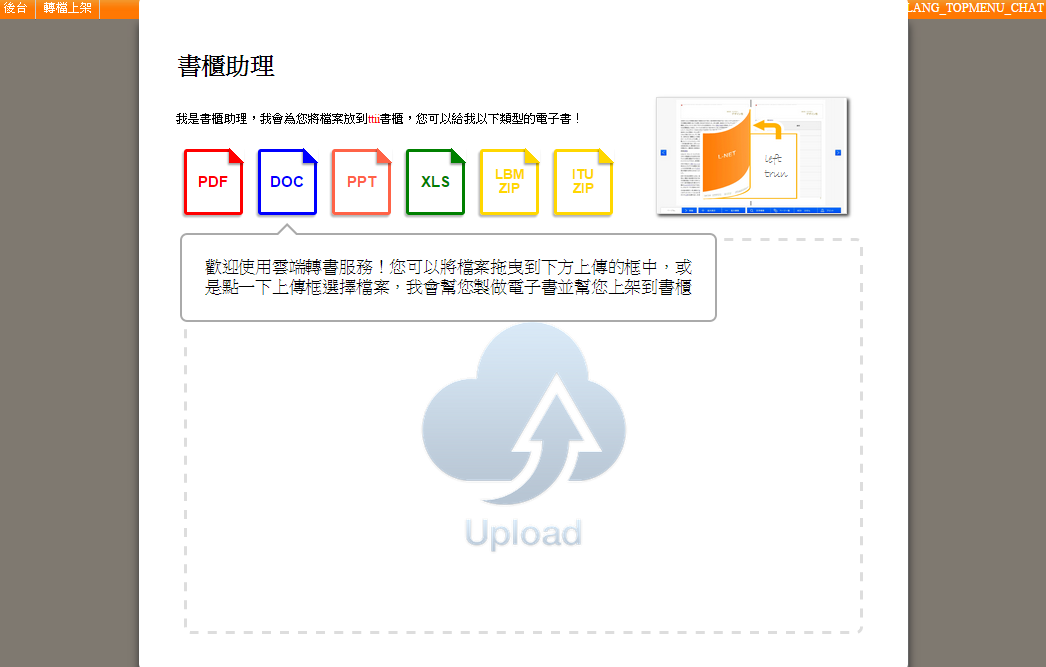 後台 轉檔上架 LANG_TOPMENU_CHAT
書櫃助理
我是書櫃助理，我會為您將檔案放到ttii書櫃，您可以給我以下類型的電子書！
PDF DOC PPT XLS LBM ZIP ITU ZIP
L-NET
left
trun
歡迎使用雲端轉書服務！您可以將檔案拖曳到下方上傳的框中，或
是點一下上傳框選擇檔案，我會幫您製做電子書並幫您上架到書櫃
Upload